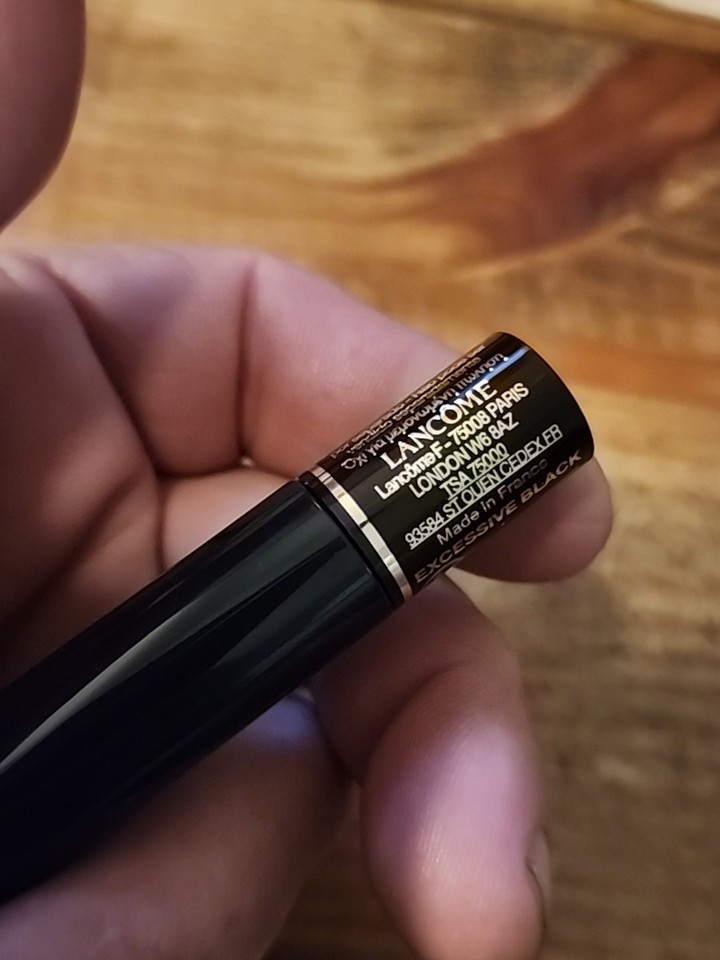 LANCÔME
Lancôme F - 75008 PARIS
LONDON W6 8AZ
TSA 75000
93584 ST OUEN CEDEX FR
Made in France
EXCESSIVE BLACK